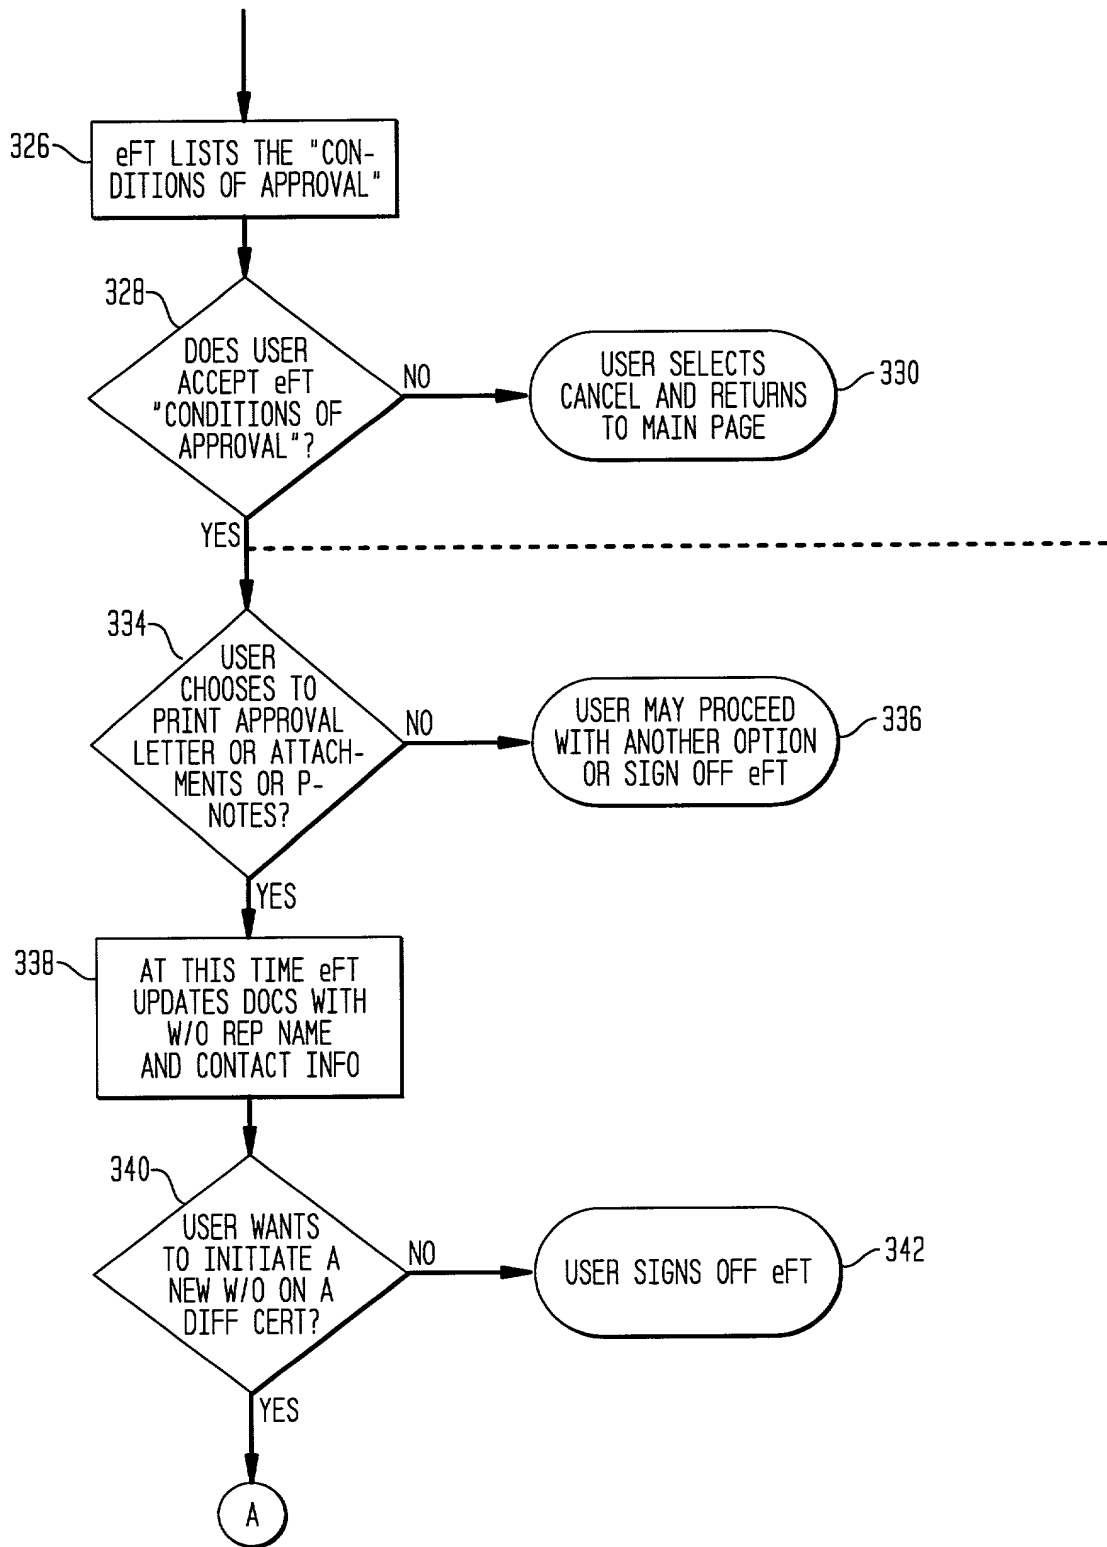 326
eFT LISTS THE "CON-
DITIONS OF APPROVAL"
328
DOES USER
ACCEPT eFT
"CONDITIONS OF
APPROVAL"?
NO
USER SELECTS
CANCEL AND RETURNS
TO MAIN PAGE
330
YES
334
USER
CHOOSES TO
PRINT APPROVAL
LETTER OR ATTACH-
MENTS OR P-
NOTES?
NO
USER MAY PROCEED
WITH ANOTHER OPTION
OR SIGN OFF eFT
336
YES
338
AT THIS TIME eFT
UPDATES DOCS WITH
W/O REP NAME
AND CONTACT INFO
340
USER WANTS
TO INITIATE A
NEW W/O ON A
DIFF CERT?
NO
USER SIGNS OFF eFT
342
YES
A